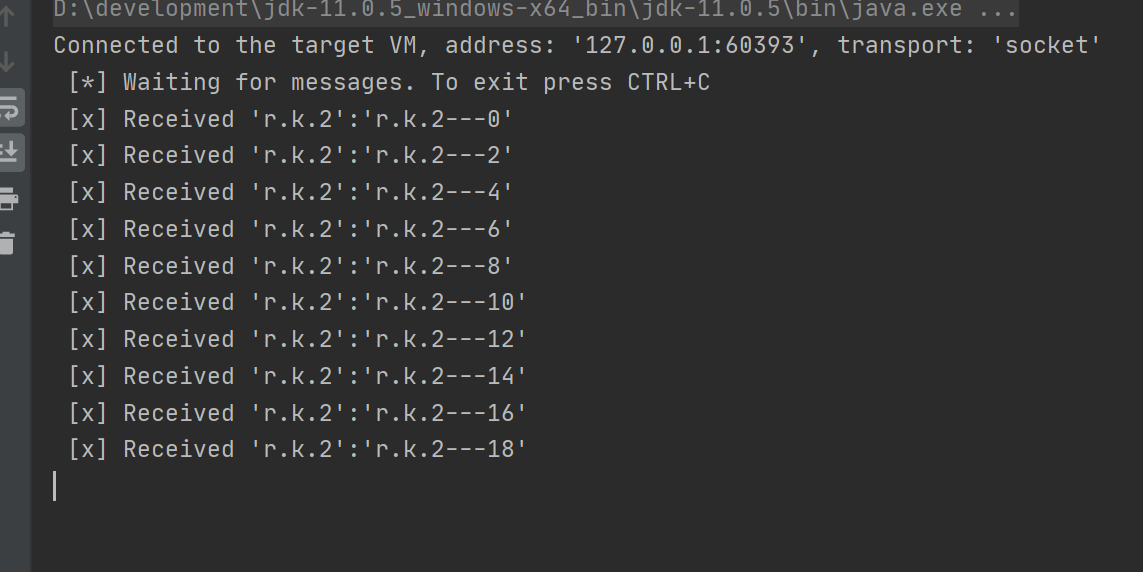 D:\development\jdk-11.0.5_windows-x64_bin\jdk-11.0.5\bin\java.exe ...
Connected to the target VM, address: '127.0.0.1:60393', transport: 'socket'
[*] Waiting for messages. To exit press CTRL+C
[x] Received 'r.k.2':'r.k.2---0'
[x] Received 'r.k.2':'r.k.2---2'
[x] Received 'r.k.2':'r.k.2---4'
[x] Received 'r.k.2':'r.k.2---6'
[x] Received 'r.k.2':'r.k.2---8'
[x] Received 'r.k.2':'r.k.2---10'
[x] Received 'r.k.2':'r.k.2---12'
[x] Received 'r.k.2':'r.k.2---14'
[x] Received 'r.k.2':'r.k.2---16'
[x] Received 'r.k.2':'r.k.2---18'